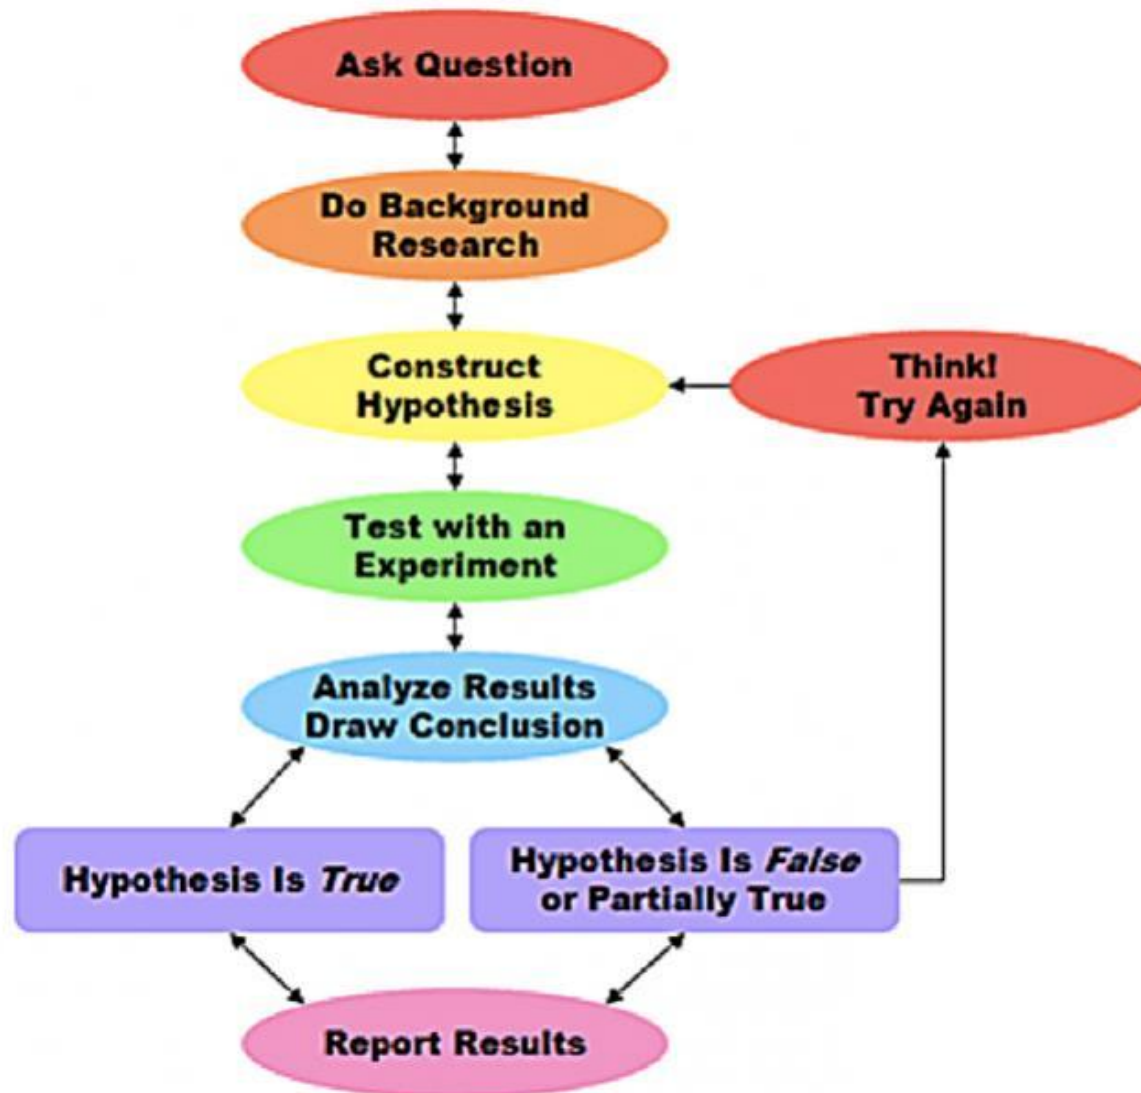 Ask Question
Do Background
Research
Construct
Hypothesis
Think!
Try Again
Test with an
Experiment
Analyze Results
Draw Conclusion
Hypothesis Is True
Hypothesis Is False
or Partially True
Report Results